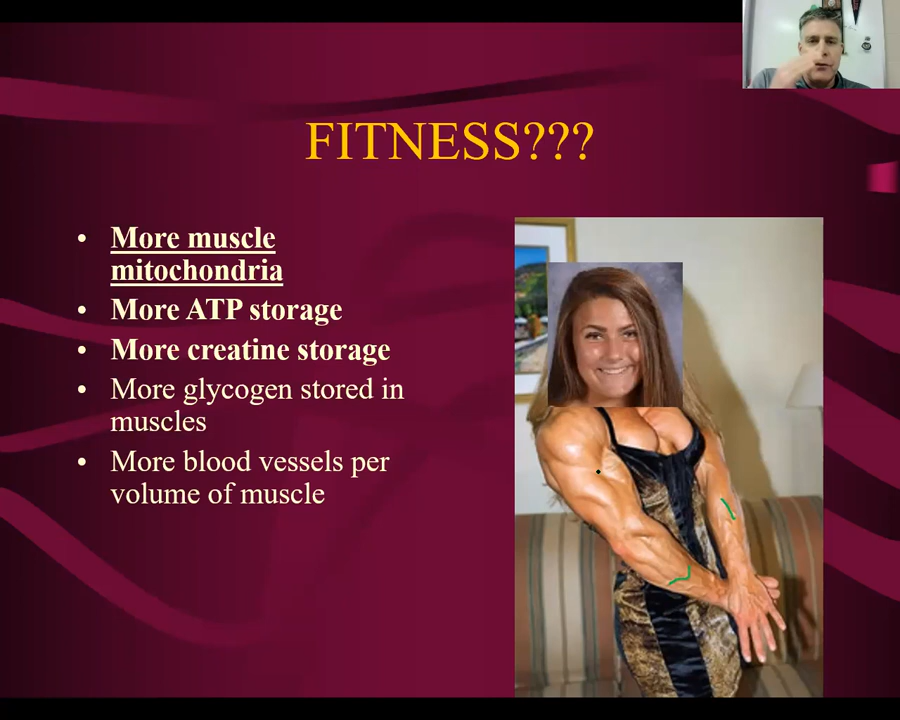 FITNESS???
• More muscle
mitochondria
• More ATP storage
• More creatine storage
• More glycogen stored in
muscles
• More blood vessels per
volume of muscle